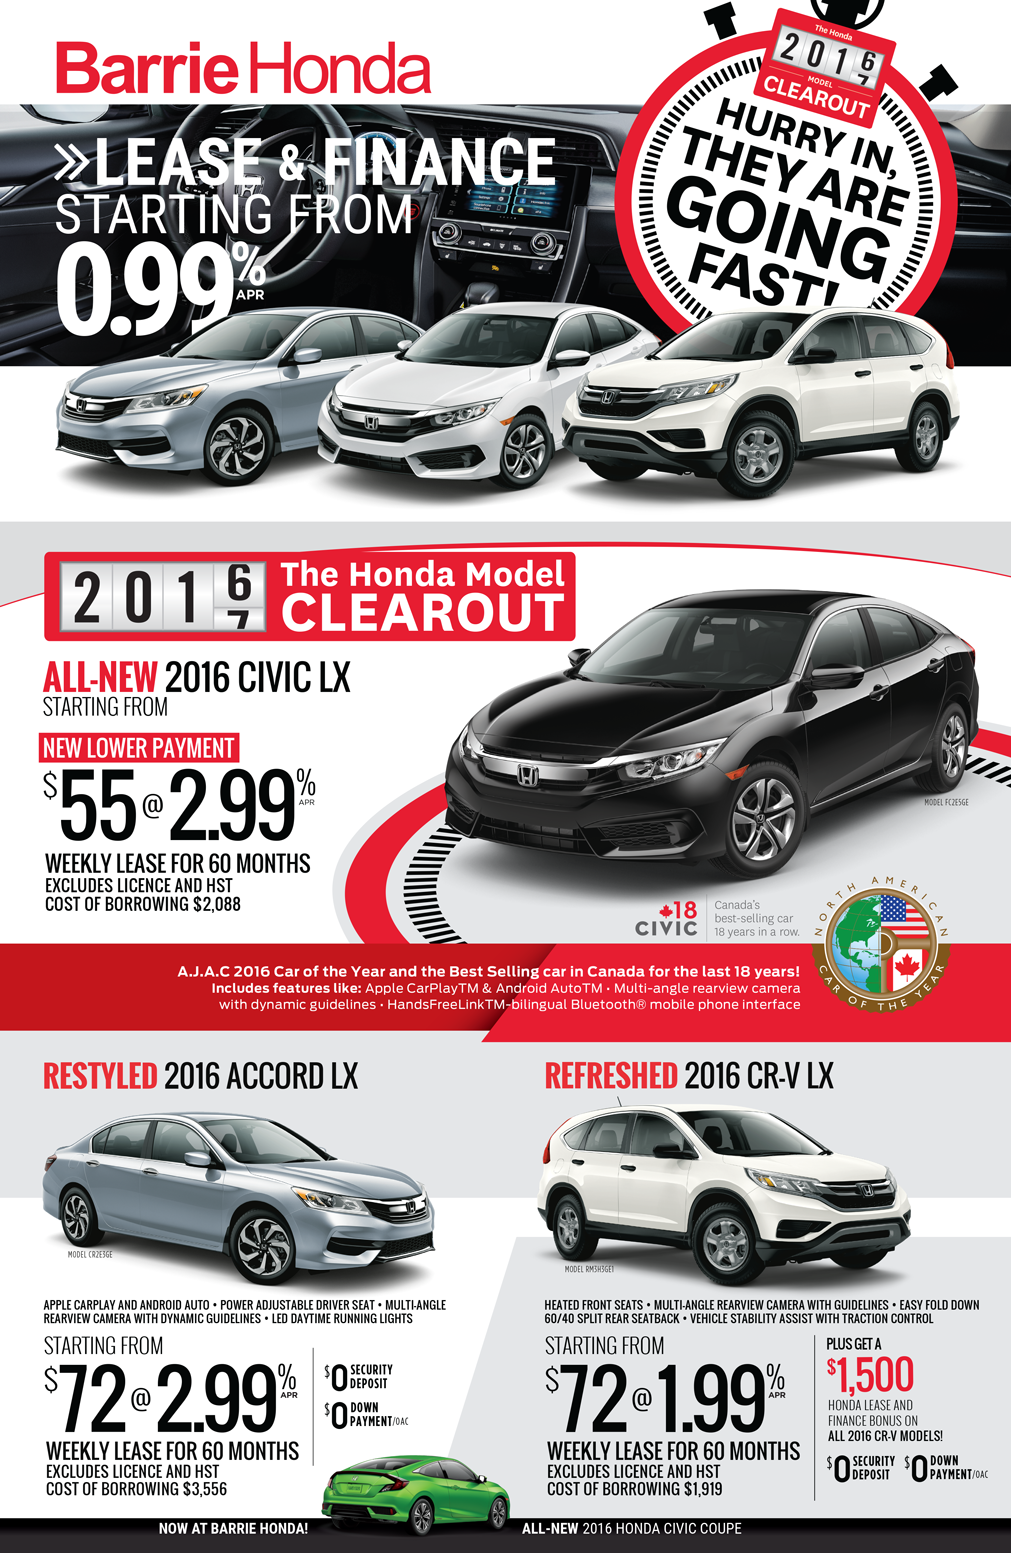 Barrie Honda
The Honda
2016
7
MODEL
CLEAROUT
HURRY IN,
THEY ARE
GOING
FAST!
»LEASE & FINANCE
STARTING FROM
0.99%
APR
2016
7
The Honda Model
CLEAROUT
ALL-NEW 2016 CIVIC LX
STARTING FROM
NEW LOWER PAYMENT
$55@2.99%
APR
WEEKLY LEASE FOR 60 MONTHS
EXCLUDES LICENCE AND HST
COST OF BORROWING $2,088
MODEL FC2E5GE
18
CIVIC
Canada's
best-selling car
18 years in a row.
NORTH AMERICAN
CAR OF THE YEAR
A.J.A.C 2016 Car of the Year and the Best Selling car in Canada for the last 18 years!
Includes features like: Apple CarPlayTM & Android AutoTM • Multi-angle rearview camera
with dynamic guidelines • HandsFreeLinkTM-bilingual Bluetooth® mobile phone interface
RESTYLED 2016 ACCORD LX
MODEL CR2E3GE
APPLE CARPLAY AND ANDROID AUTO • POWER ADJUSTABLE DRIVER SEAT • MULTI-ANGLE
REARVIEW CAMERA WITH DYNAMIC GUIDELINES • LED DAYTIME RUNNING LIGHTS
STARTING FROM
$72@2.99%
APR
WEEKLY LEASE FOR 60 MONTHS
EXCLUDES LICENCE AND HST
COST OF BORROWING $3,556
$0 SECURITY
DEPOSIT
$0 DOWN
PAYMENT/OAC
REFRESHED 2016 CR-V LX
MODEL RM3H3GE1
HEATED FRONT SEATS • MULTI-ANGLE REARVIEW CAMERA WITH GUIDELINES • EASY FOLD DOWN
60/40 SPLIT REAR SEATBACK • VEHICLE STABILITY ASSIST WITH TRACTION CONTROL
STARTING FROM
$72@1.99%
APR
WEEKLY LEASE FOR 60 MONTHS
EXCLUDES LICENCE AND HST
COST OF BORROWING $1,919
PLUS GET A
$1,500
HONDA LEASE AND
FINANCE BONUS ON
ALL 2016 CR-V MODELS!
$0 SECURITY
DEPOSIT
$0 DOWN
PAYMENT/OAC
NOW AT BARRIE HONDA!
ALL-NEW 2016 HONDA CIVIC COUPE